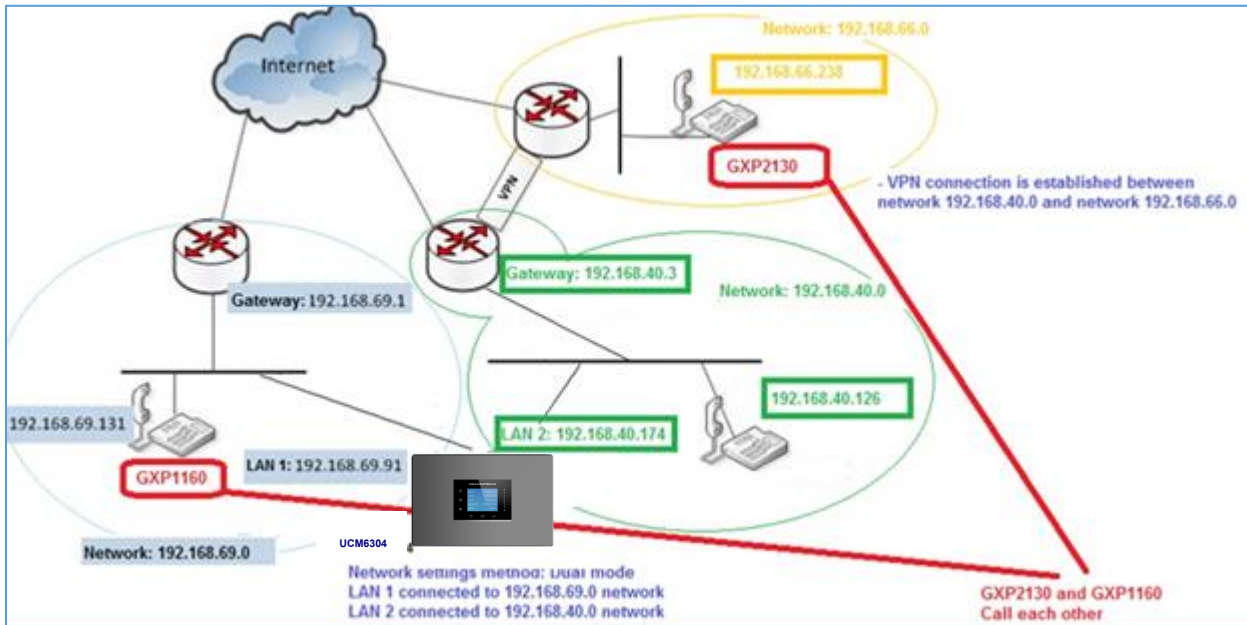 Internet
Network: 192.168.66.0
192.168.66.238
GXP2130
VPN
- VPN connection is established between
network 192.168.40.0 and network 192.168.66.0
Gateway: 192.168.40.3
Network: 192.168.40.0
Gateway: 192.168.69.1
192.168.40.126
192.168.69.131
LAN 2: 192.168.40.174
LAN 1: 192.168.69.91
GXP1160
UCM6304
Network: 192.168.69.0
Network settings method: Dual mode
LAN 1 connected to 192.168.69.0 network
LAN 2 connected to 192.168.40.0 network
GXP2130 and GXP1160
Call each other